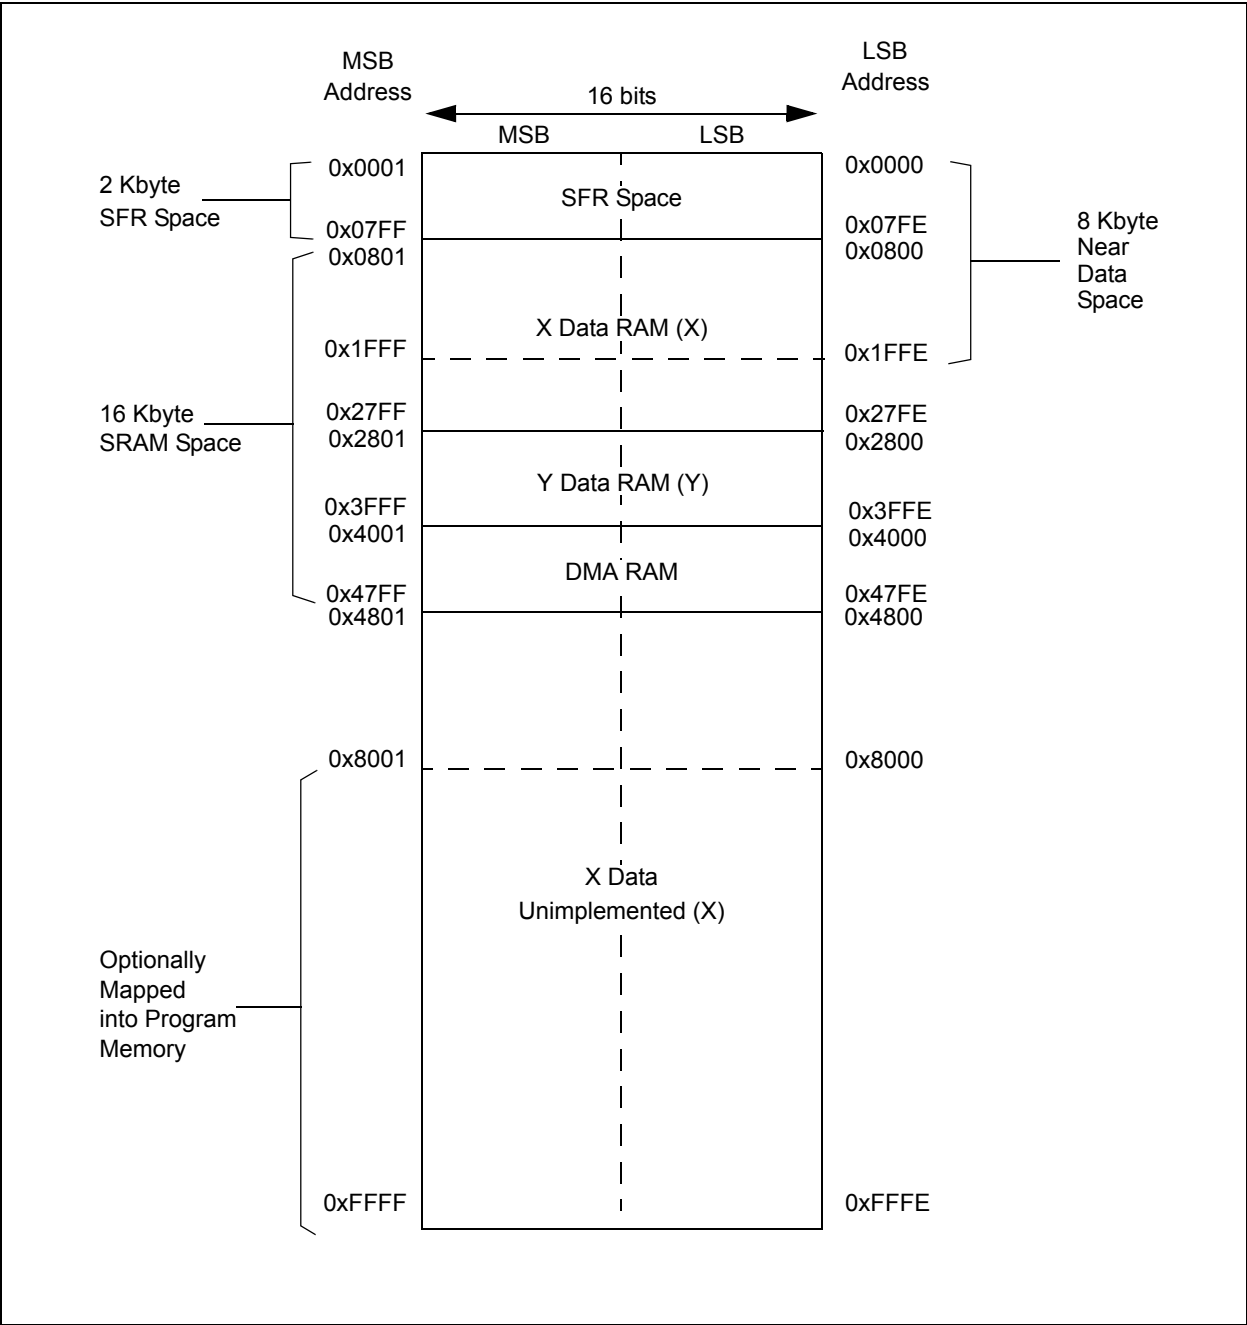 MSB
Address
LSB
Address
16 bits
MSB
LSB
0x0001
0x0000
2 Kbyte
SFR Space
SFR Space
0x07FF
0x07FE
0x0801
0x0800
8 Kbyte
Near
Data
Space
X Data RAM (X)
0x1FFF
0x1FFE
16 Kbyte
SRAM Space
0x27FF
0x27FE
0x2801
0x2800
Y Data RAM (Y)
0x3FFF
0x3FFE
0x4001
0x4000
DMA RAM
0x47FF
0x47FE
0x4801
0x4800
0x8001
0x8000
X Data
Unimplemented (X)
Optionally
Mapped
into Program
Memory
0xFFFF
0xFFFE